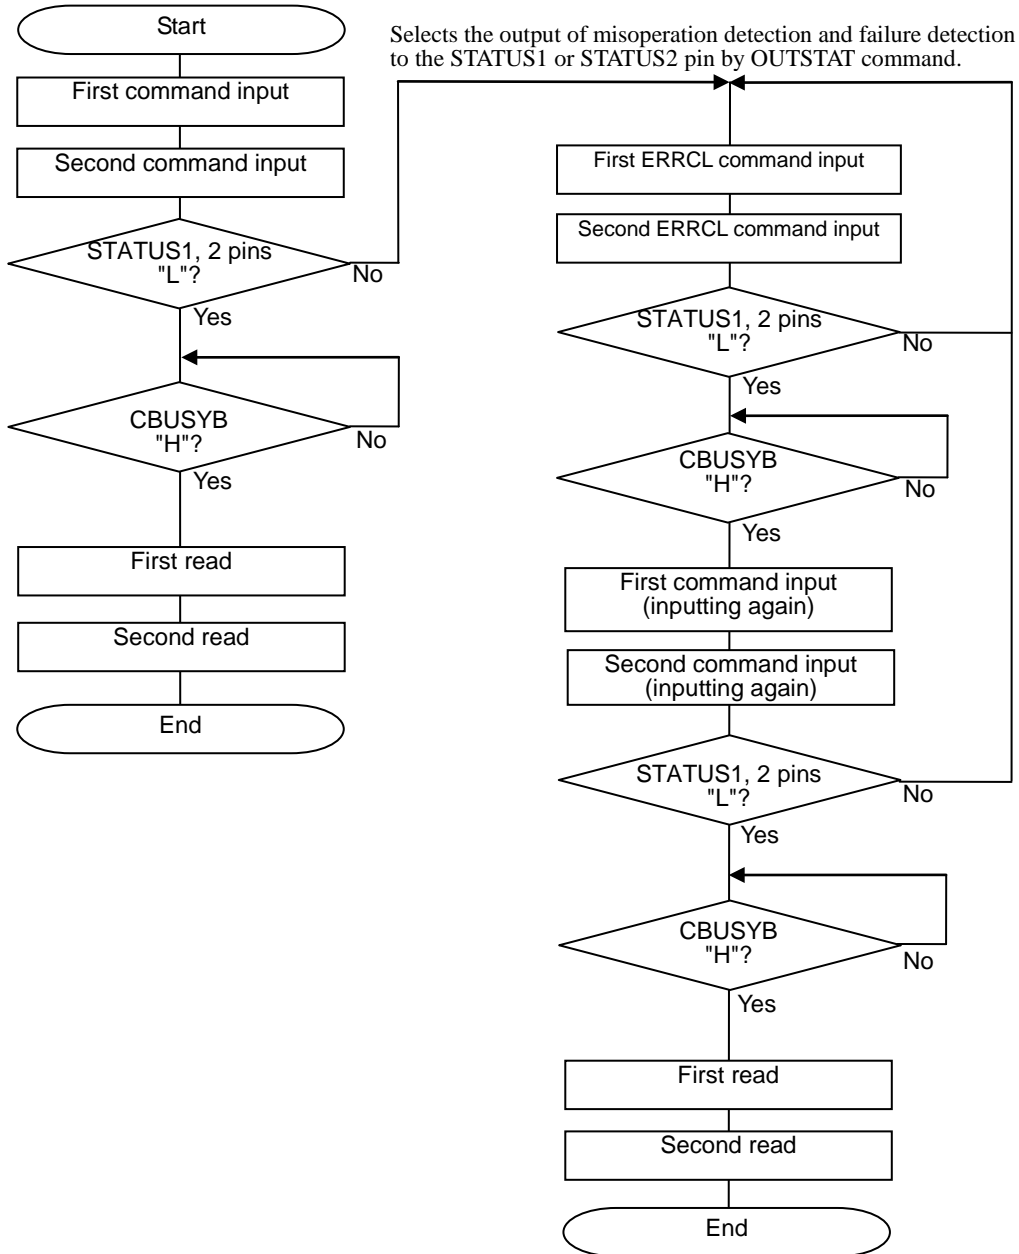 Start
First command input
Second command input
STATUS1, 2 pins
"L"?
No
Yes
CBUSYB
"H"?
No
Yes
First read
Second read
End
Selects the output of misoperation detection and failure detection
to the STATUS1 or STATUS2 pin by OUTSTAT command.
First ERRCL command input
Second ERRCL command input
STATUS1, 2 pins
"L"?
No
Yes
CBUSYB
"H"?
No
Yes
First command input
(inputting again)
Second command input
(inputting again)
STATUS1, 2 pins
"L"?
No
Yes
CBUSYB
"H"?
No
Yes
First read
Second read
End